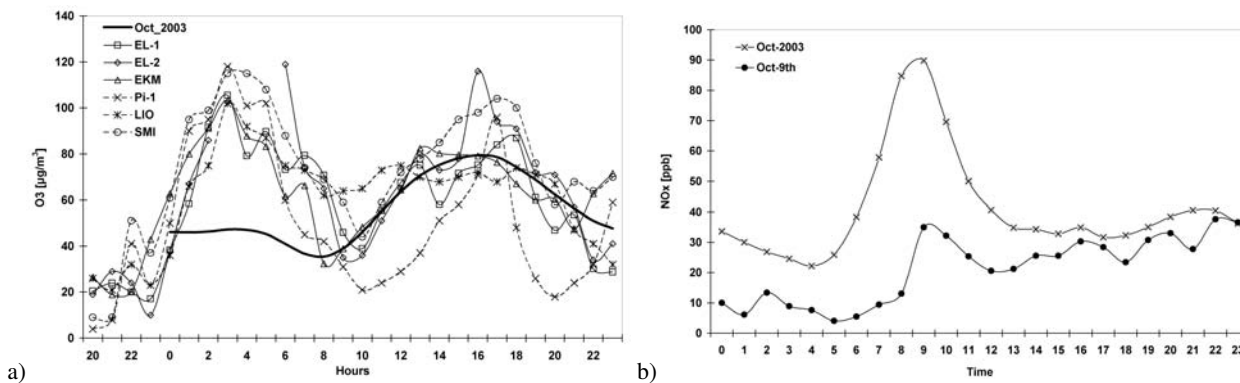 140
120
100
80
60
40
20
0
O3 [µg/m³]
Oct_2003
EL-1
EL-2
EKM
Pi-1
LIO
SMI
20 22 0 2 4 6 8 10 12 14 16 18 20 22
Hours
a)
100
90
80
70
60
50
40
30
20
10
0
NOx [ppb]
Oct-2003
Oct-9th
0 1 2 3 4 5 6 7 8 9 10 11 12 13 14 15 16 17 18 19 20 21 22 23
Time
b)